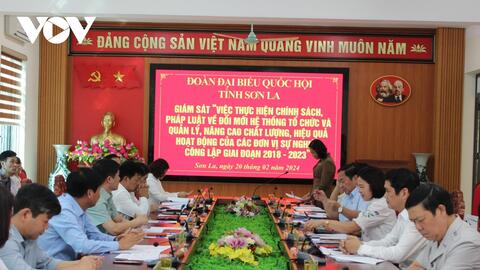 VOV
ĐẢNG CỘNG SẢN VIỆT NAM QUANG VINH MUÔN NĂM
ĐOÀN ĐẠI BIỂU QUỐC HỘI
TỈNH SƠN LA
GIÁM SÁT "VIỆC THỰC HIỆN CHÍNH SÁCH,
PHÁP LUẬT VỀ ĐỔI MỚI HỆ THỐNG TỔ CHỨC VÀ
QUẢN LÝ, NÂNG CAO CHẤT LƯỢNG, HIỆU QUẢ
HOẠT ĐỘNG CỦA CÁC ĐƠN VỊ SỰ NGH
CÔNG LẬP GIAI ĐOẠN 2018 - 2023"
Sơn La, ngày 20 tháng 02 năm 2024